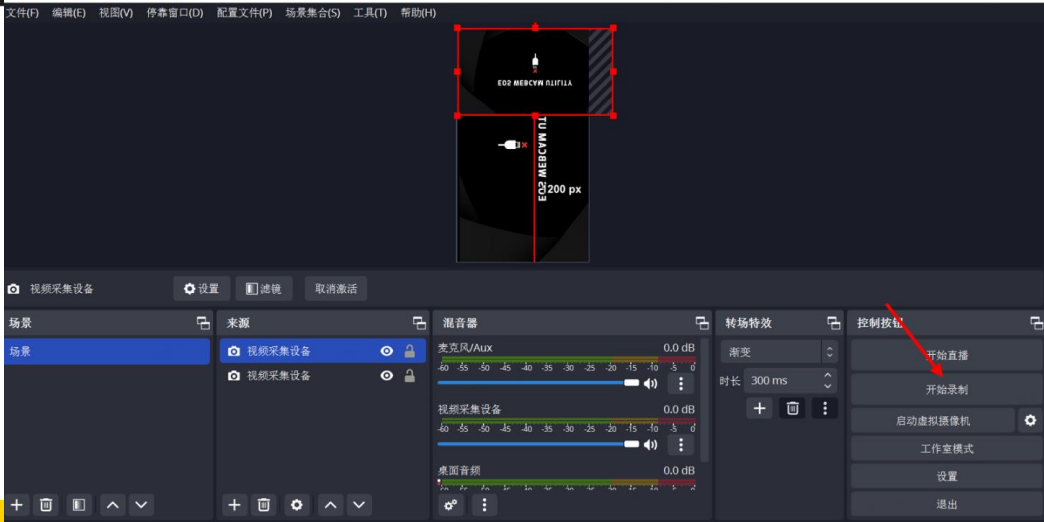 文件(F) 编辑(E) 视图(V) 停靠窗口(D) 配置文件(P) 场景集合(S) 工具(T) 帮助(H)
EOS WEBCAM UTILITY
EOS WEBCAM UTI
200 px
视频采集设备 设置 滤镜 取消激活
场景
场景
来源
视频采集设备
视频采集设备
混音器
麦克风/Aux 0.0 dB
-60 -55 -50 -45 -40 -35 -30 -25 -20 -15 -10 -5 0
视频采集设备 0.0 dB
-60 -55 -50 -45 -40 -35 -30 -25 -20 -15 -10 -5 0
桌面音频 0.0 dB
转场特效
渐变
时长 300 ms
控制按钮
开始直播
开始录制
启动虚拟摄像机
工作室模式
设置
退出